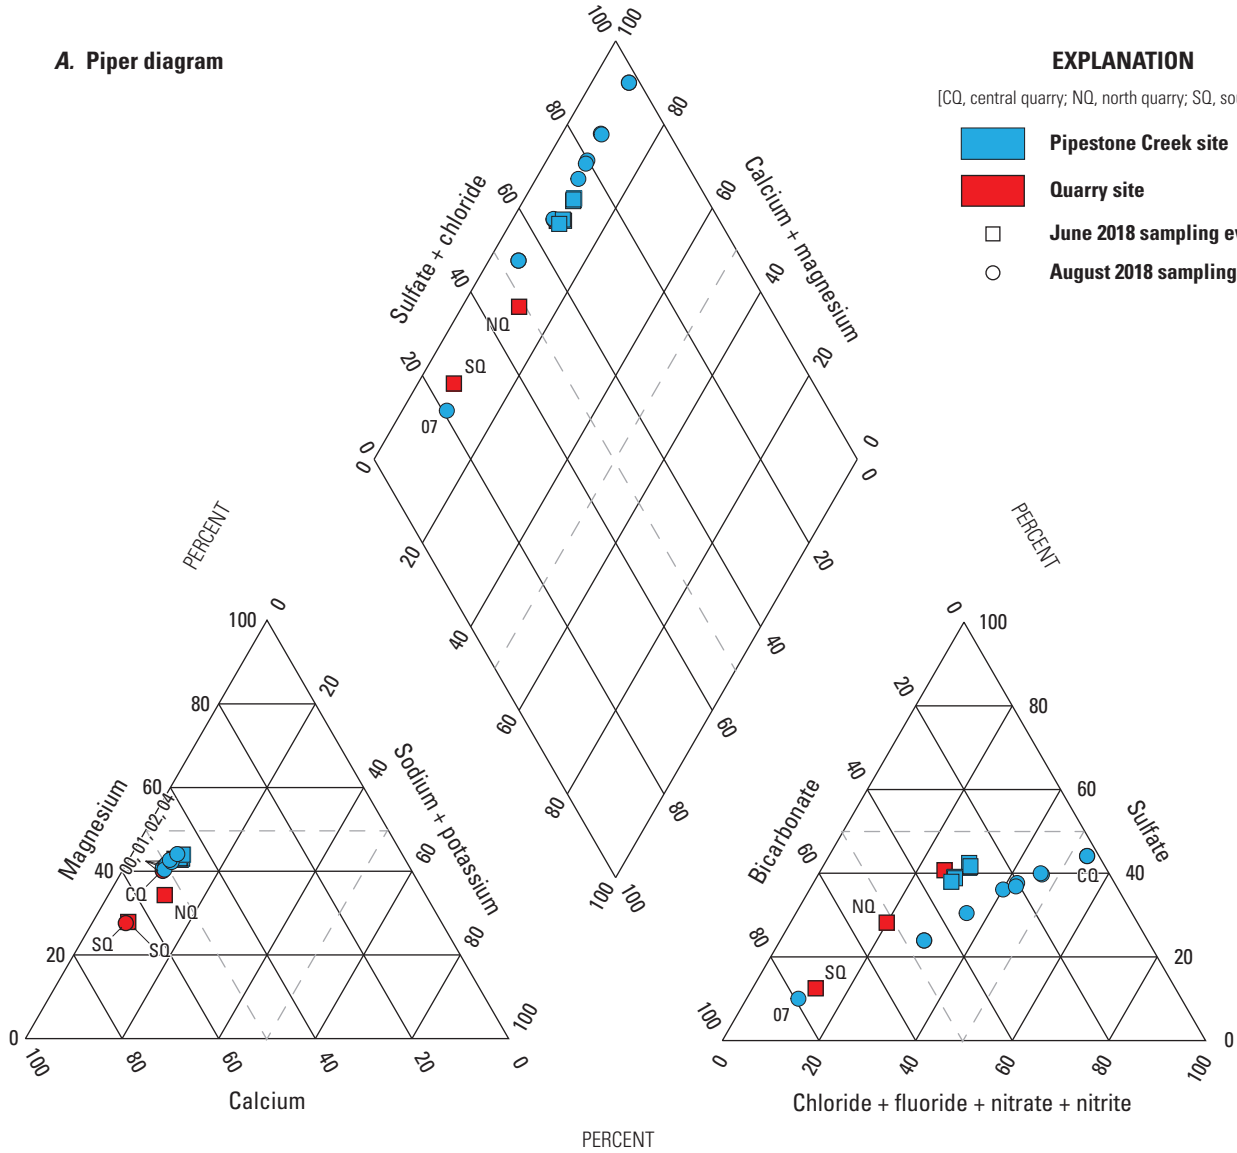 A. Piper diagram
EXPLANATION
[CQ, central quarry; NQ, north quarry; SQ, so
Pipestone Creek site
Quarry site
June 2018 sampling ev
August 2018 sampling
100 100
80 80
Sulfate + chloride
Calcium + magnesium
60 60
40 40
NQ
20 SQ 20
07
0 0
0 0
20 20
40 40
60 60
80 80
100 100
PERCENT
PERCENT
100 0
80 20
Magnesium
Sodium + potassium
60 40
00, 01, 02, 04
40 60
CQ
NQ
SQ SQ
20 80
0 100
100 80 60 40 20 0
Calcium
0 100
20 80
Bicarbonate
Sulfate
40 60
60 CQ 40
NQ
80 SQ 20
07
100 0
0 20 40 60 80 100
Chloride + fluoride + nitrate + nitrite
PERCENT